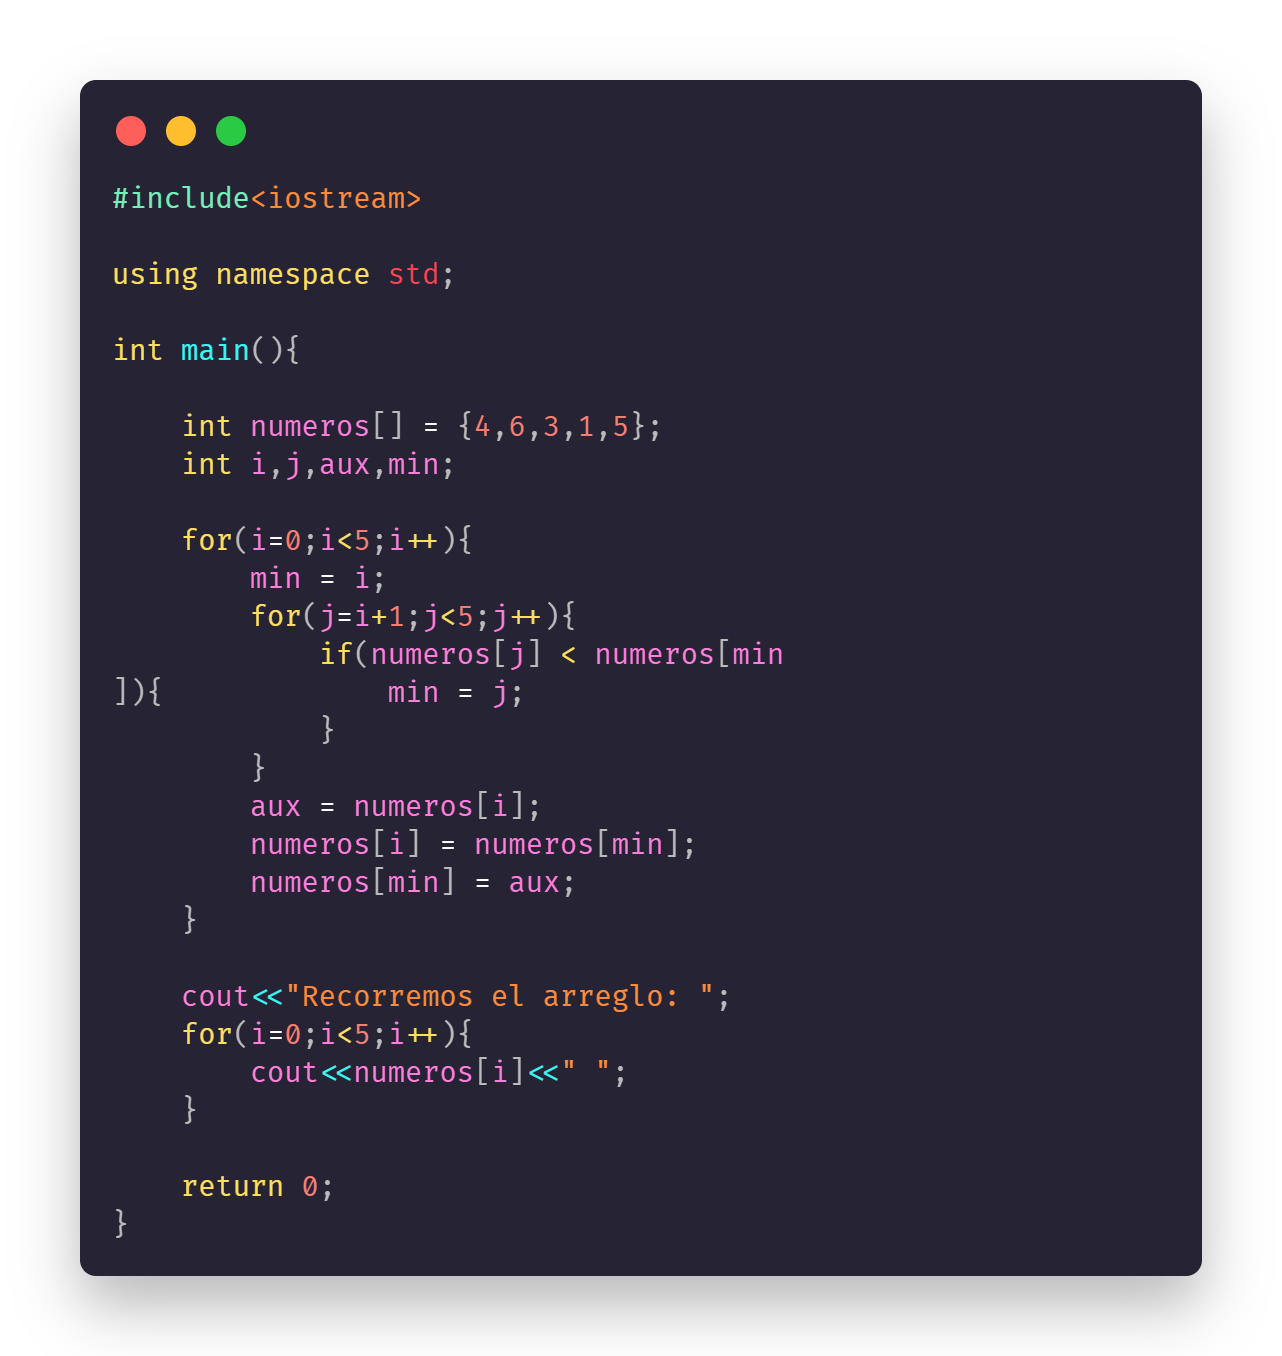 #include<iostream>

using namespace std;

int main(){

    int numeros[] = {4,6,3,1,5};
    int i,j,aux,min;

    for(i=0;i<5;i++){
        min = i;
        for(j=i+1;j<5;j++){
            if(numeros[j] < numeros[min
]){             min = j;
            }
        }
        aux = numeros[i];
        numeros[i] = numeros[min];
        numeros[min] = aux;
    }

    cout<<"Recorremos el arreglo: ";
    for(i=0;i<5;i++){
        cout<<numeros[i]<<" ";
    }

    return 0;
}